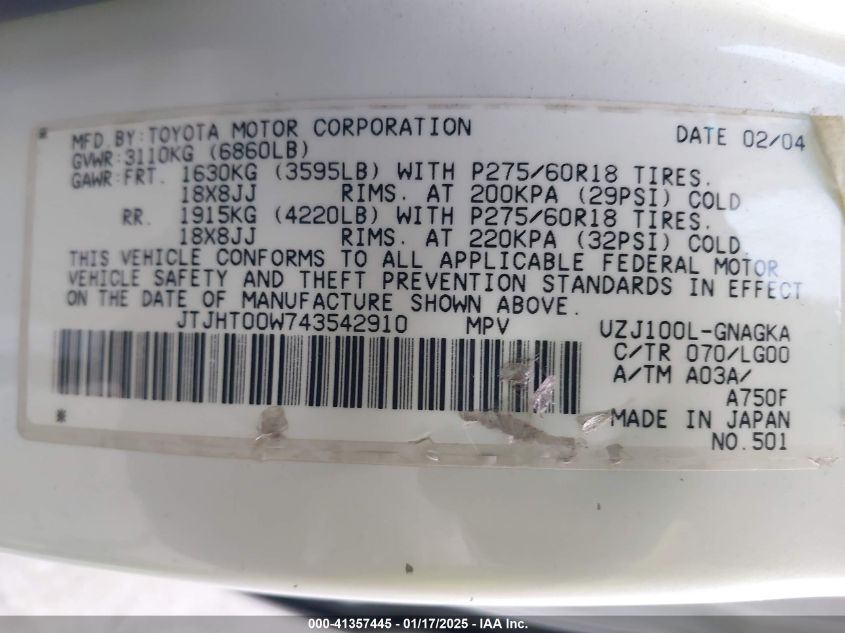 MFD.BY:TOYOTA MOTOR CORPORATION DATE 02/04
GVWR:3110KG (6860LB)
GAWR:FRT. 1630KG (3595LB) WITH P275/60R18 TIRES.
18X8JJ RIMS. AT 200KPA (29PSI) COLD
RR. 1915KG (4220LB) WITH P275/60R18 TIRES.
18X8JJ RIMS. AT 220KPA (32PSI) COLD.
THIS VEHICLE CONFORMS TO ALL APPLICABLE FEDERAL MOTOR
VEHICLE SAFETY AND THEFT PREVENTION STANDARDS IN EFFECT
ON THE DATE OF MANUFACTURE SHOWN ABOVE.
JTJHT00W743542910 MPV UZJ100L-GNAGKA
C/TR 070/LG00
A/TM A03A/
A750F
MADE IN JAPAN
NO.501
000-41357445 - 01/17/2025 - IAA Inc.